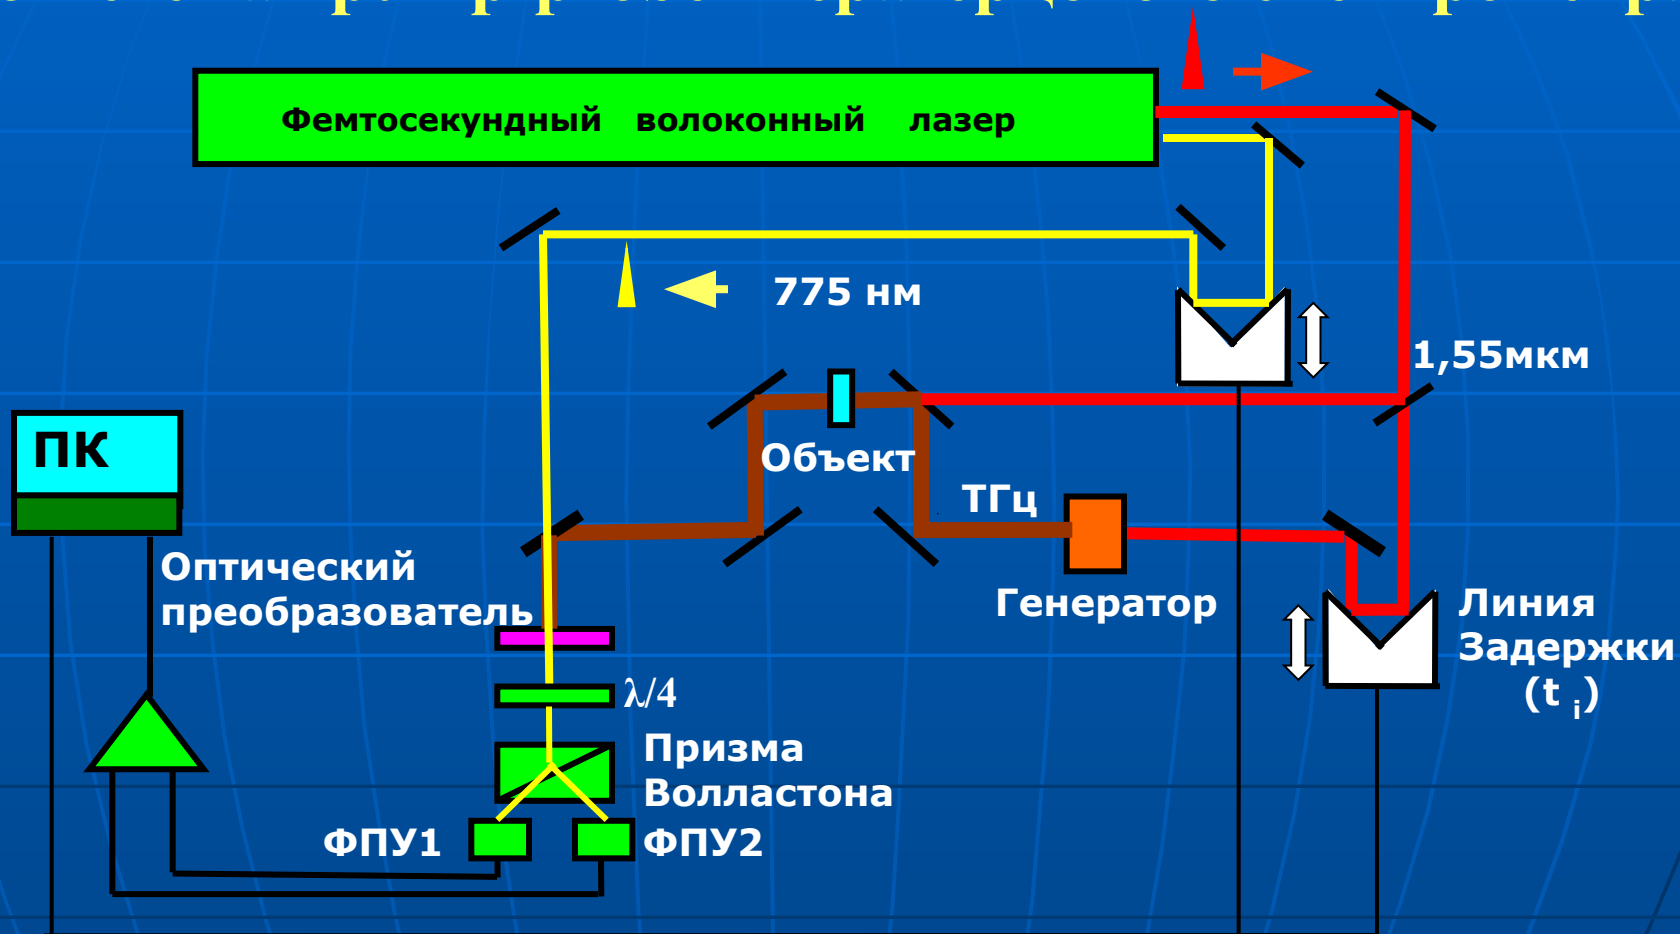 Фемтосекундный волоконный лазер
775 нм
1,55мкм
ПК
Объект
ТГц
Оптический
преобразователь
Генератор
Линия
Задержки
(t i)
λ/4
Призма
Волластона
ФПУ1
ФПУ2